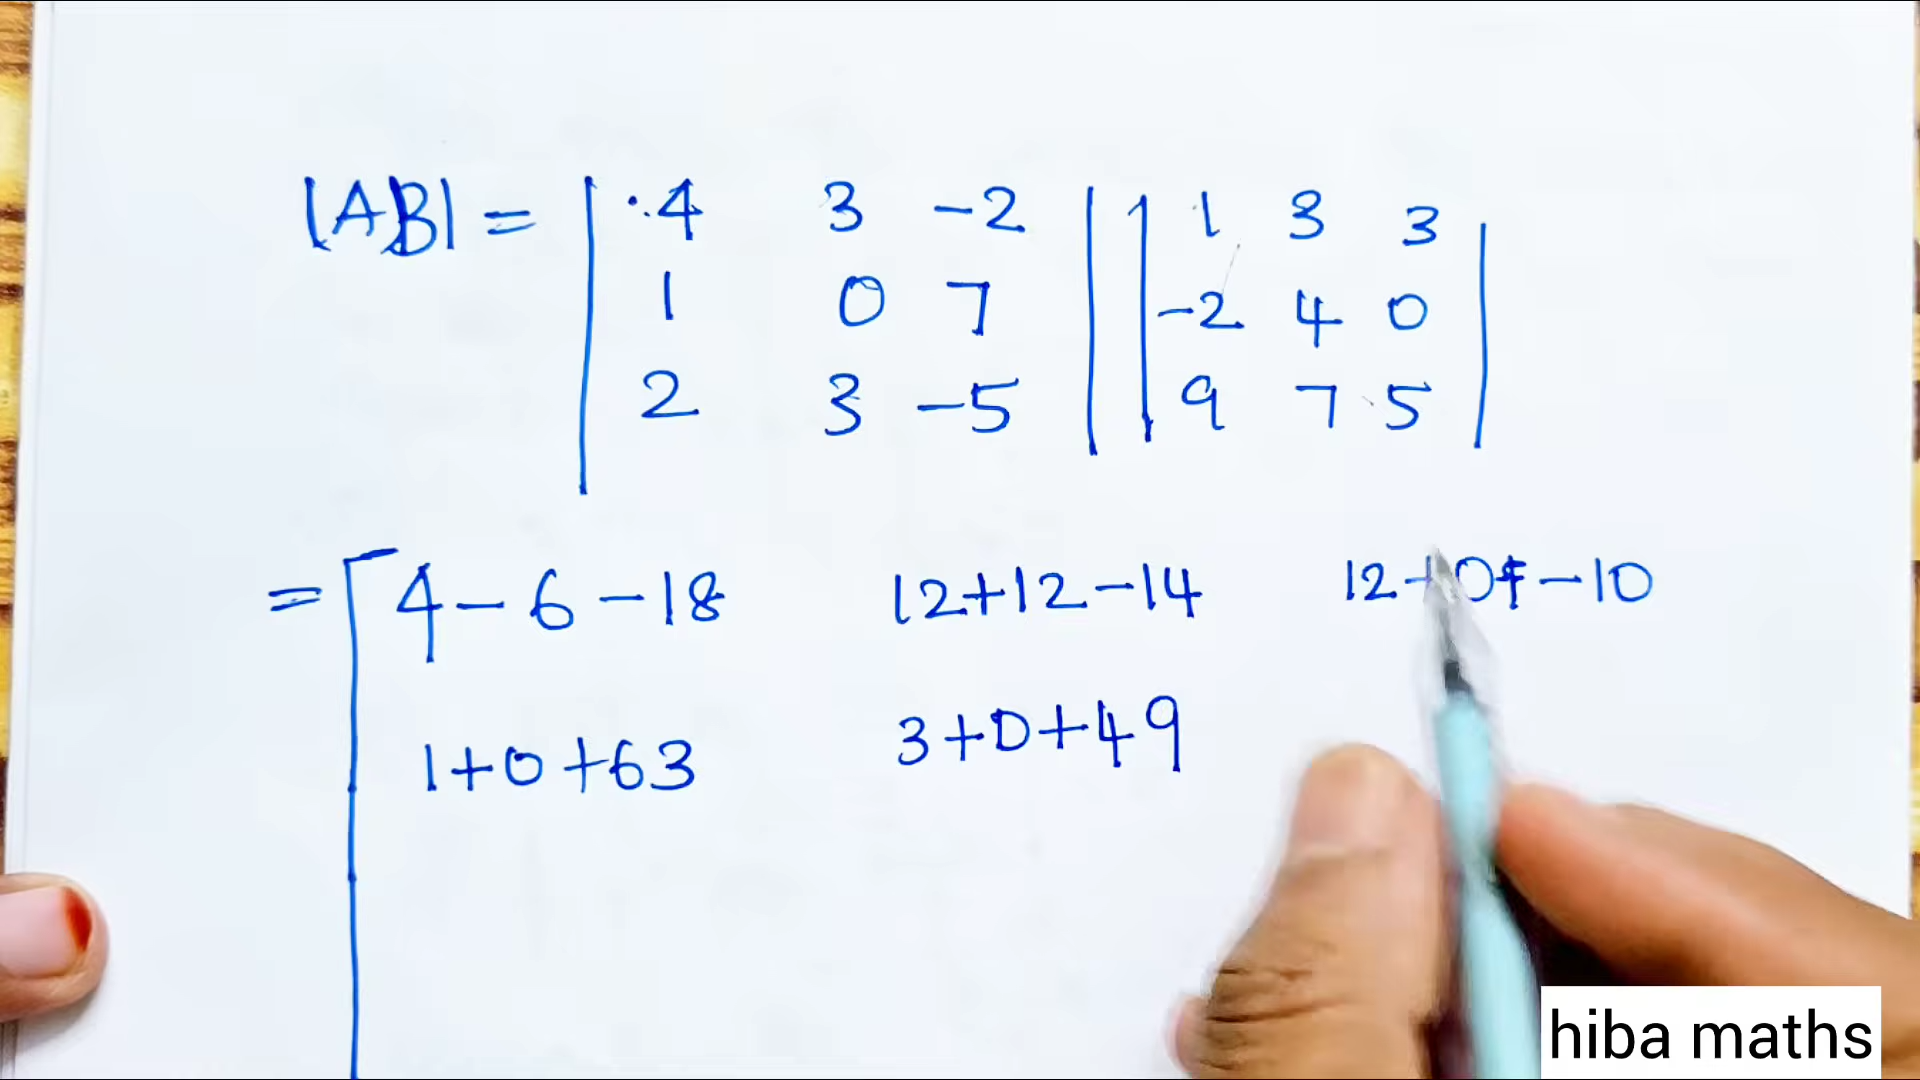 |AB| = | 4 3 -2 | | 1 3 3 |
1 0 7 -2 4 0
2 3 -5 9 7 5
= [ 4 - 6 - 18 12+12-14 12+0+-10
1+0+63 3+0+49
hiba maths